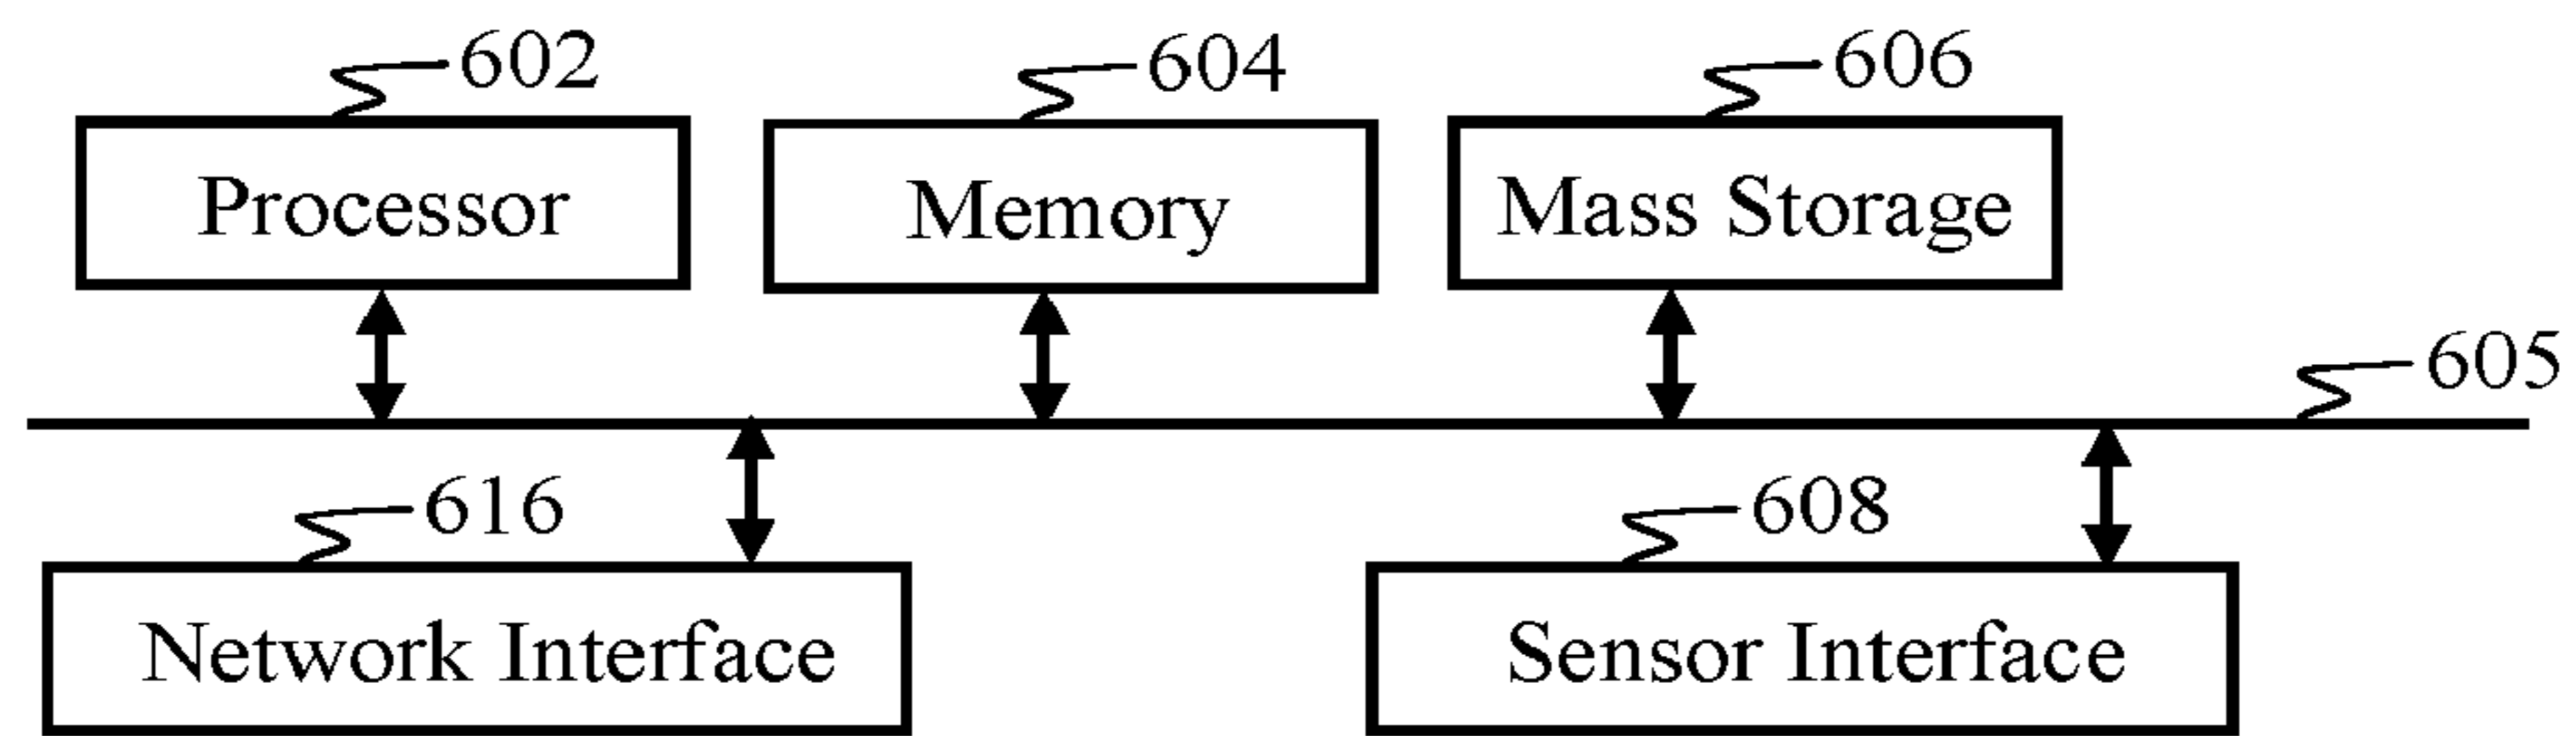 602
604
606
Processor
Memory
Mass Storage
605
616
608
Network Interface
Sensor Interface